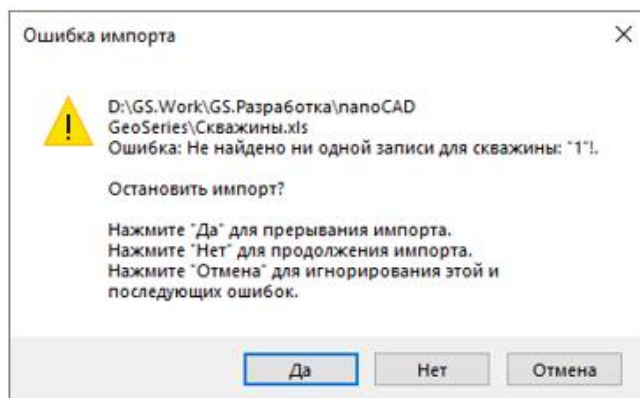 Ошибка импорта
D:\GS.Work\GS.Разработка\nanoCAD
GeoSeries\Скважины.xls
Ошибка: Не найдено ни одной записи для скважины: "1"!.
Остановить импорт?
Нажмите "Да" для прерывания импорта.
Нажмите "Нет" для продолжения импорта.
Нажмите "Отмена" для игнорирования этой и
последующих ошибок.
Да
Нет
Отмена